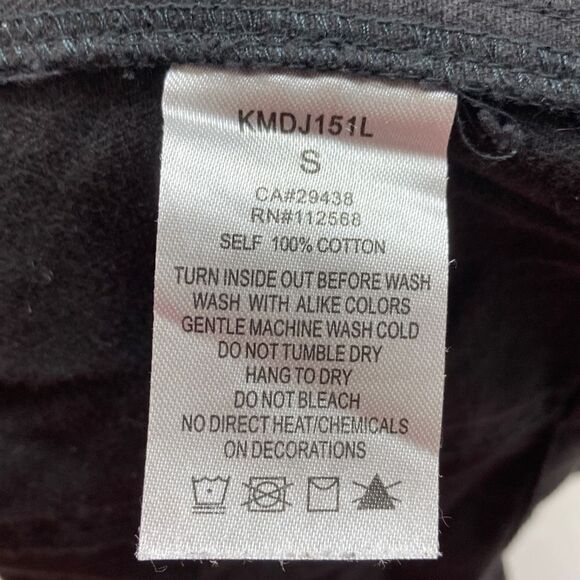 KMDJ151L
S
CA#29438
RN#112568
SELF 100% COTTON
TURN INSIDE OUT BEFORE WASH
WASH WITH ALIKE COLORS
GENTLE MACHINE WASH COLD
DO NOT TUMBLE DRY
HANG TO DRY
DO NOT BLEACH
NO DIRECT HEAT/CHEMICALS
ON DECORATIONS